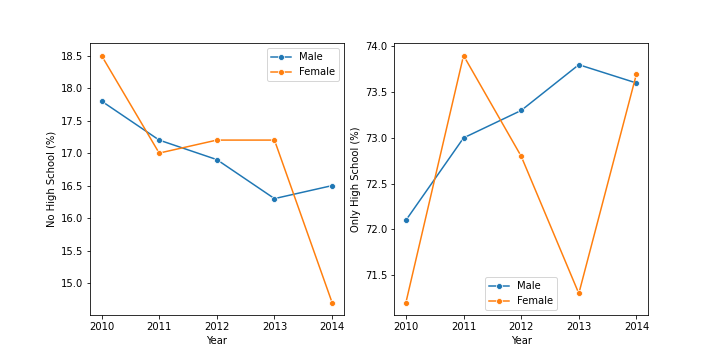 No High School (%)
18.5
18.0
17.5
17.0
16.5
16.0
15.5
15.0
2010 2011 2012 2013 2014
Year
Male
Female
Only High School (%)
74.0
73.5
73.0
72.5
72.0
71.5
2010 2011 2012 2013 2014
Year
Male
Female